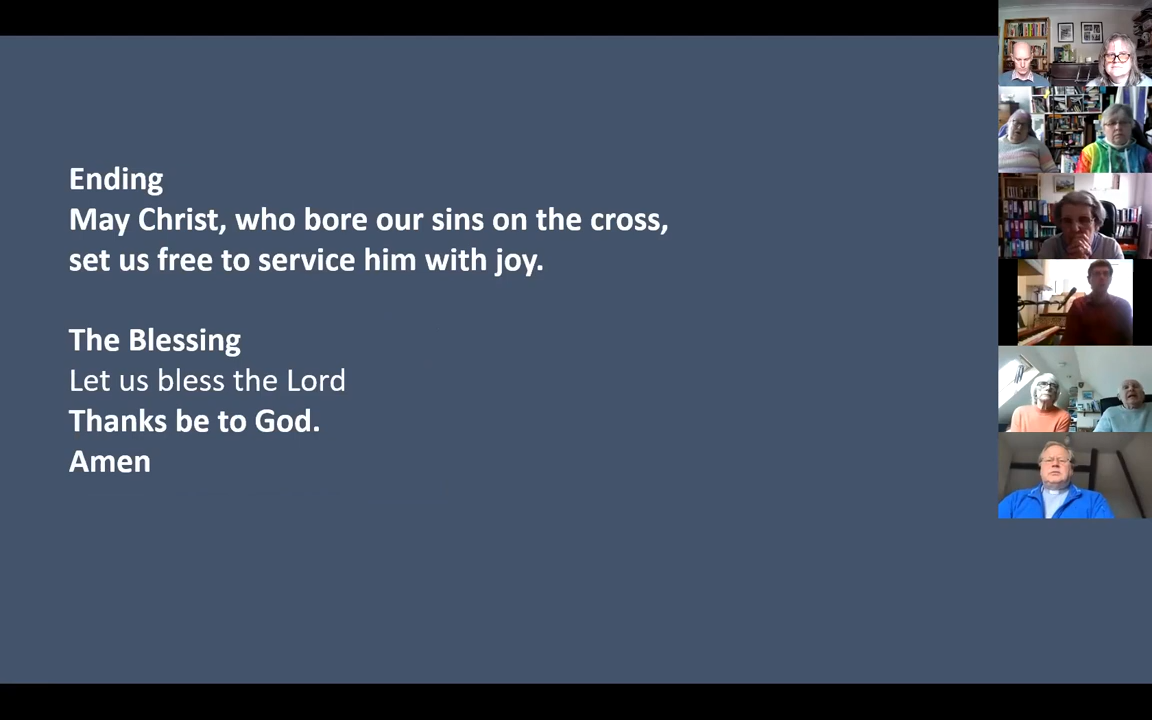 Ending
May Christ, who bore our sins on the cross,
set us free to service him with joy.
The Blessing
Let us bless the Lord
Thanks be to God.
Amen